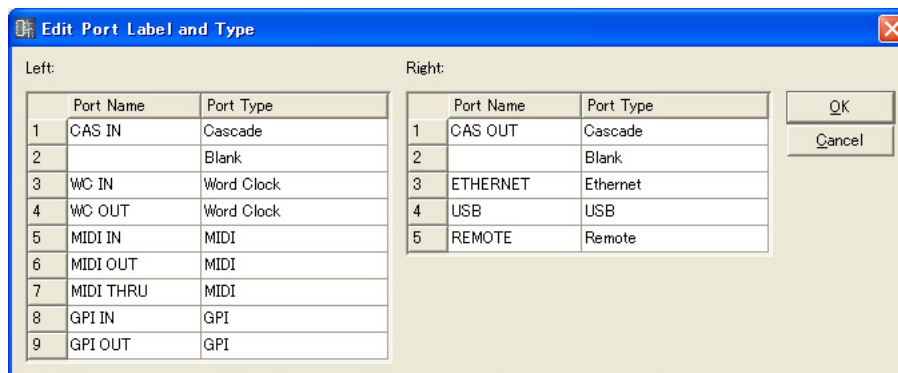 Edit Port Label and Type
Left: Right:
Port Name Port Type Port Name Port Type OK
1 CAS IN Cascade 1 CAS OUT Cascade Cancel
2 Blank 2 Blank
3 WC IN Word Clock 3 ETHERNET Ethernet
4 WC OUT Word Clock 4 USB USB
5 MIDI IN MIDI 5 REMOTE Remote
6 MIDI OUT MIDI
7 MIDI THRU MIDI
8 GPI IN GPI
9 GPI OUT GPI